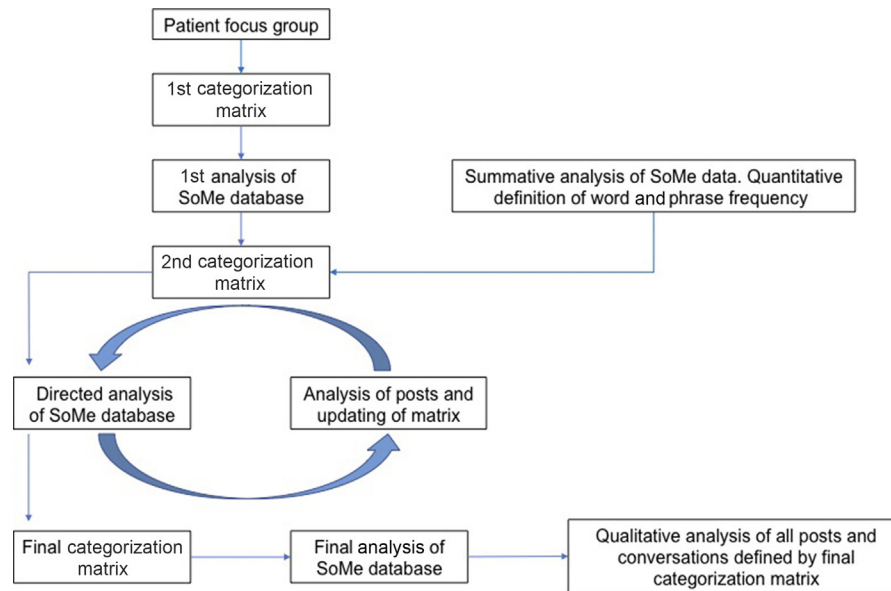 Patient focus group
1st categorization
matrix
1st analysis of
SoMe database
Summative analysis of SoMe data. Quantitative
definition of word and phrase frequency
2nd categorization
matrix
Directed analysis
of SoMe database
Analysis of posts and
updating of matrix
Final categorization
matrix
Final analysis of
SoMe database
Qualitative analysis of all posts and
conversations defined by final
categorization matrix